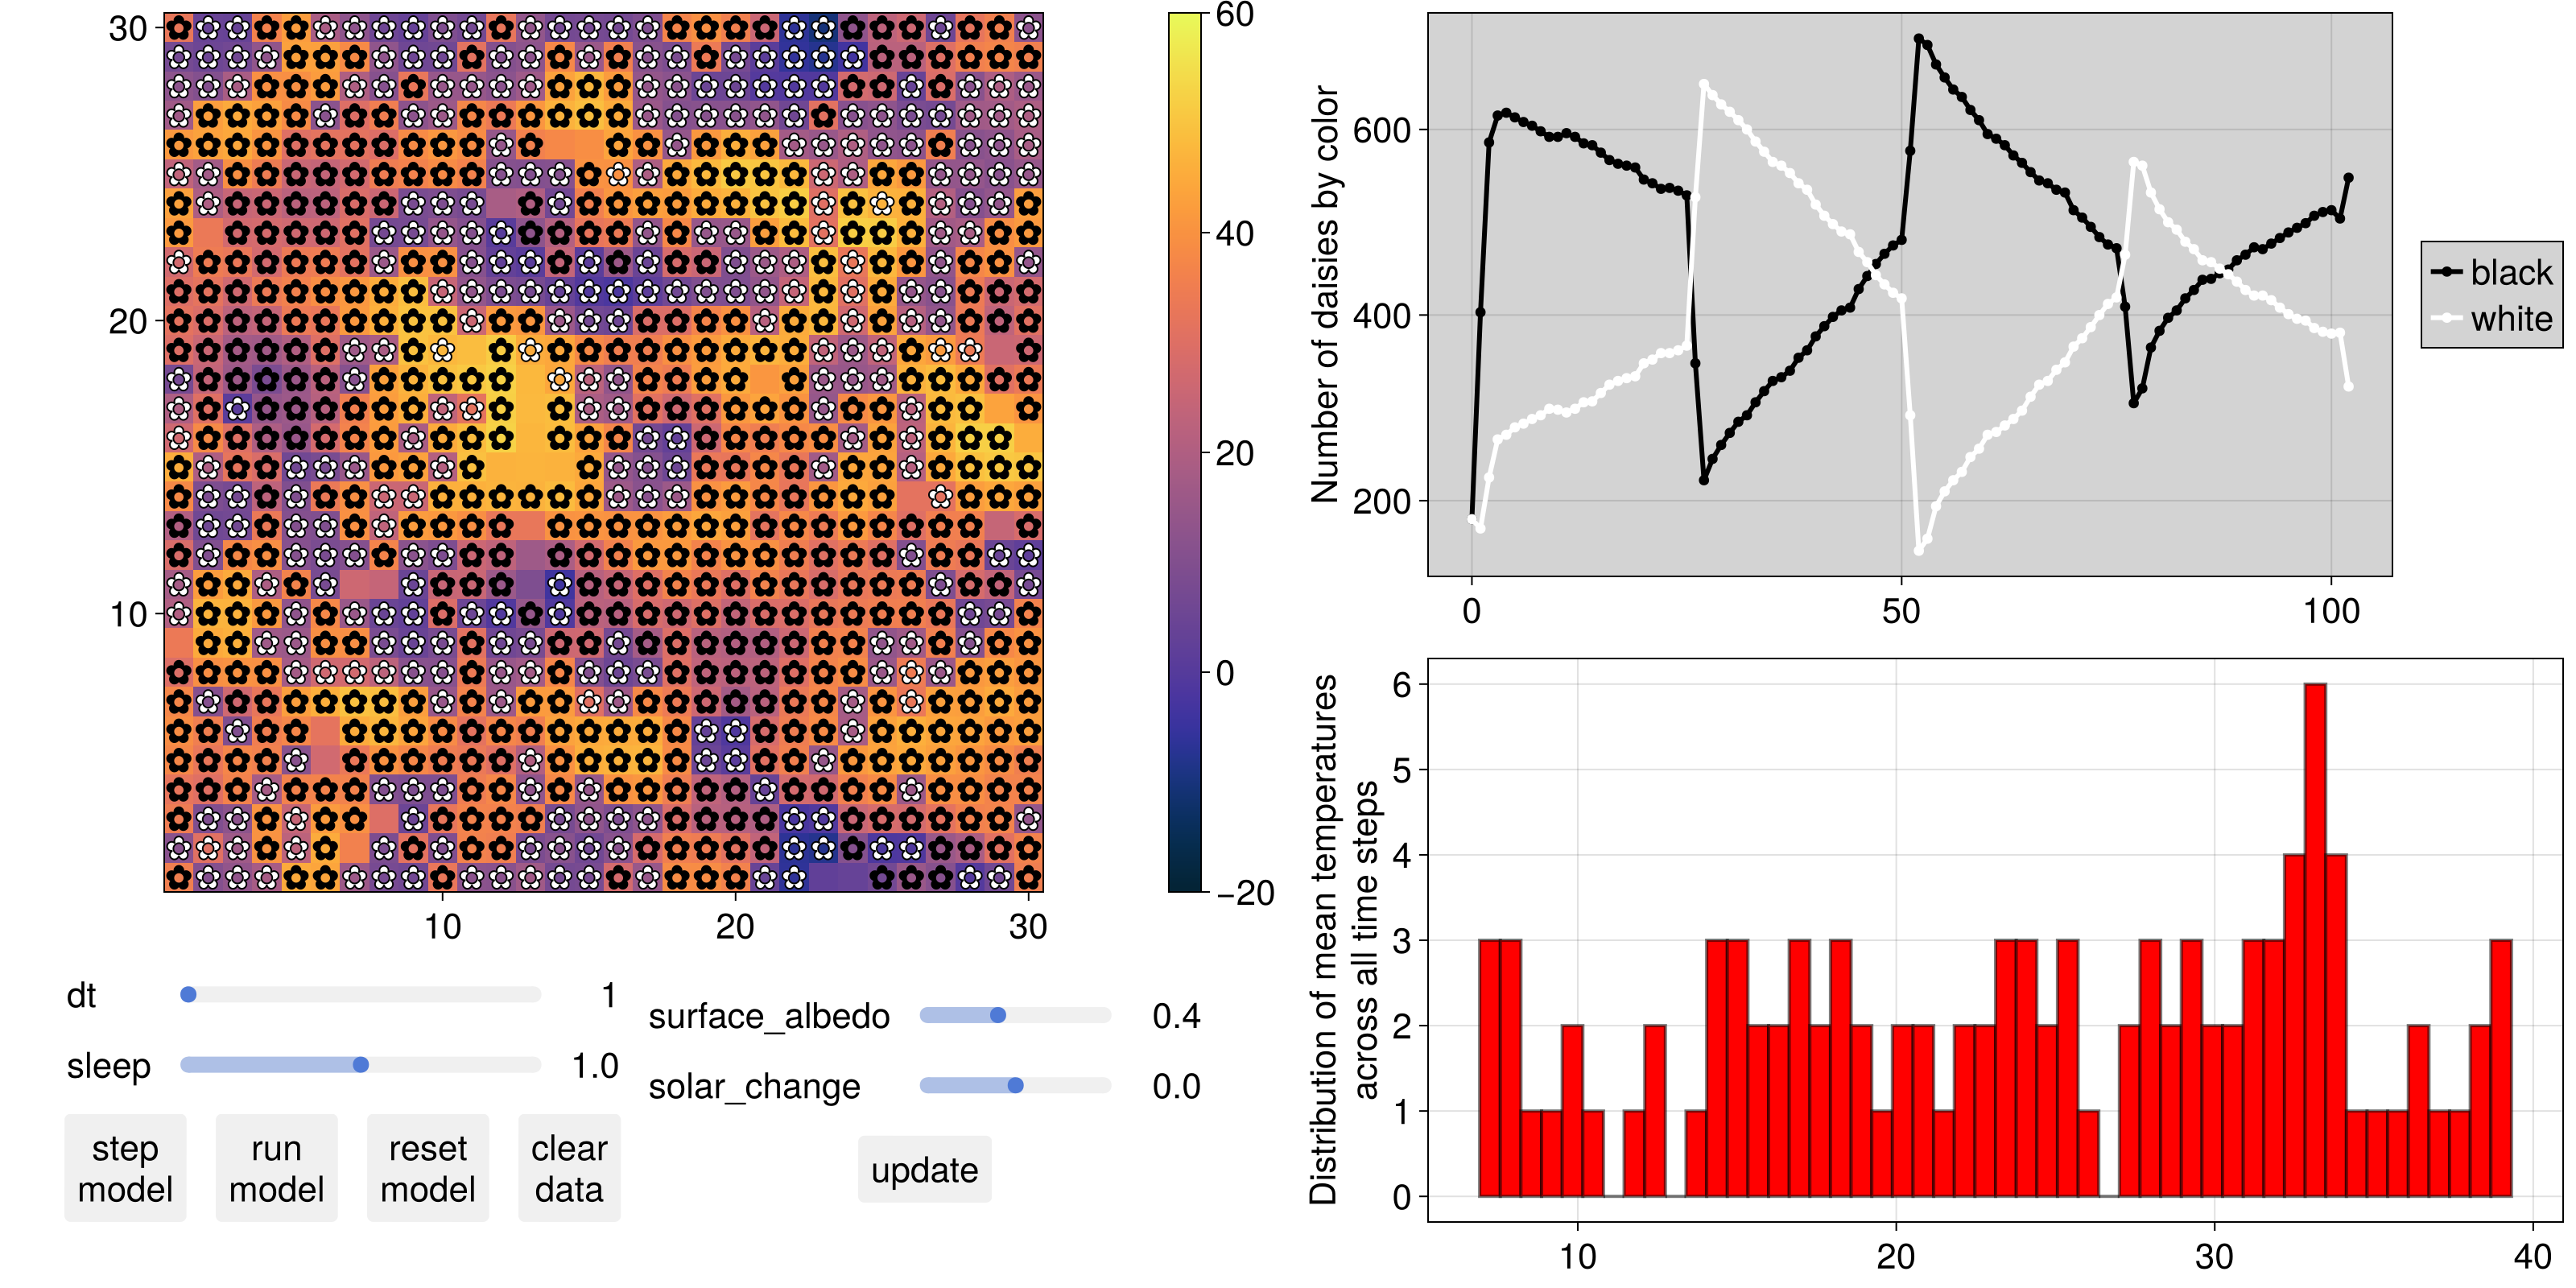 30
20
10
10
20
30
60
40
20
0
−20
Number of daisies by color
600
400
200
0
50
100
black
white
Distribution of mean temperatures
across all time steps
6
5
4
3
2
1
0
10
20
30
40
dt
1
sleep
1.0
surface_albedo
0.4
solar_change
0.0
step
model
run
model
reset
model
clear
data
update